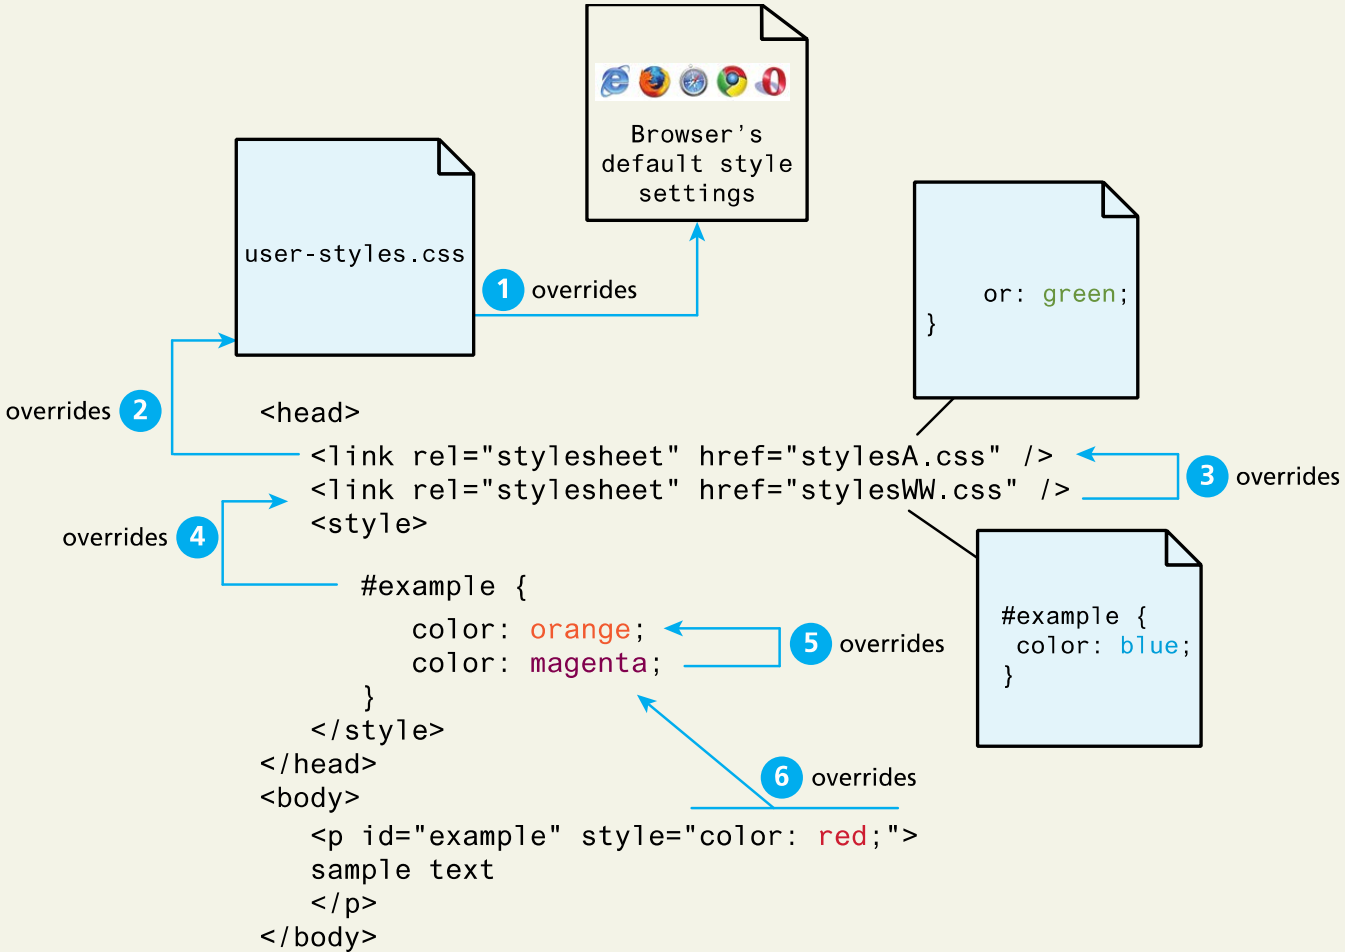 Browser's
default style
settings
user-styles.css
1 overrides
or: green;
}
overrides 2
<head>
<link rel="stylesheet" href="stylesA.css" />
3 overrides
<link rel="stylesheet" href="stylesWW.css" />
<style>
overrides 4
#example {
color: orange;
5 overrides
color: magenta;
}
</style>
#example {
color: blue;
}
</head>
6 overrides
<body>
<p id="example" style="color: red;">
sample text
</p>
</body>